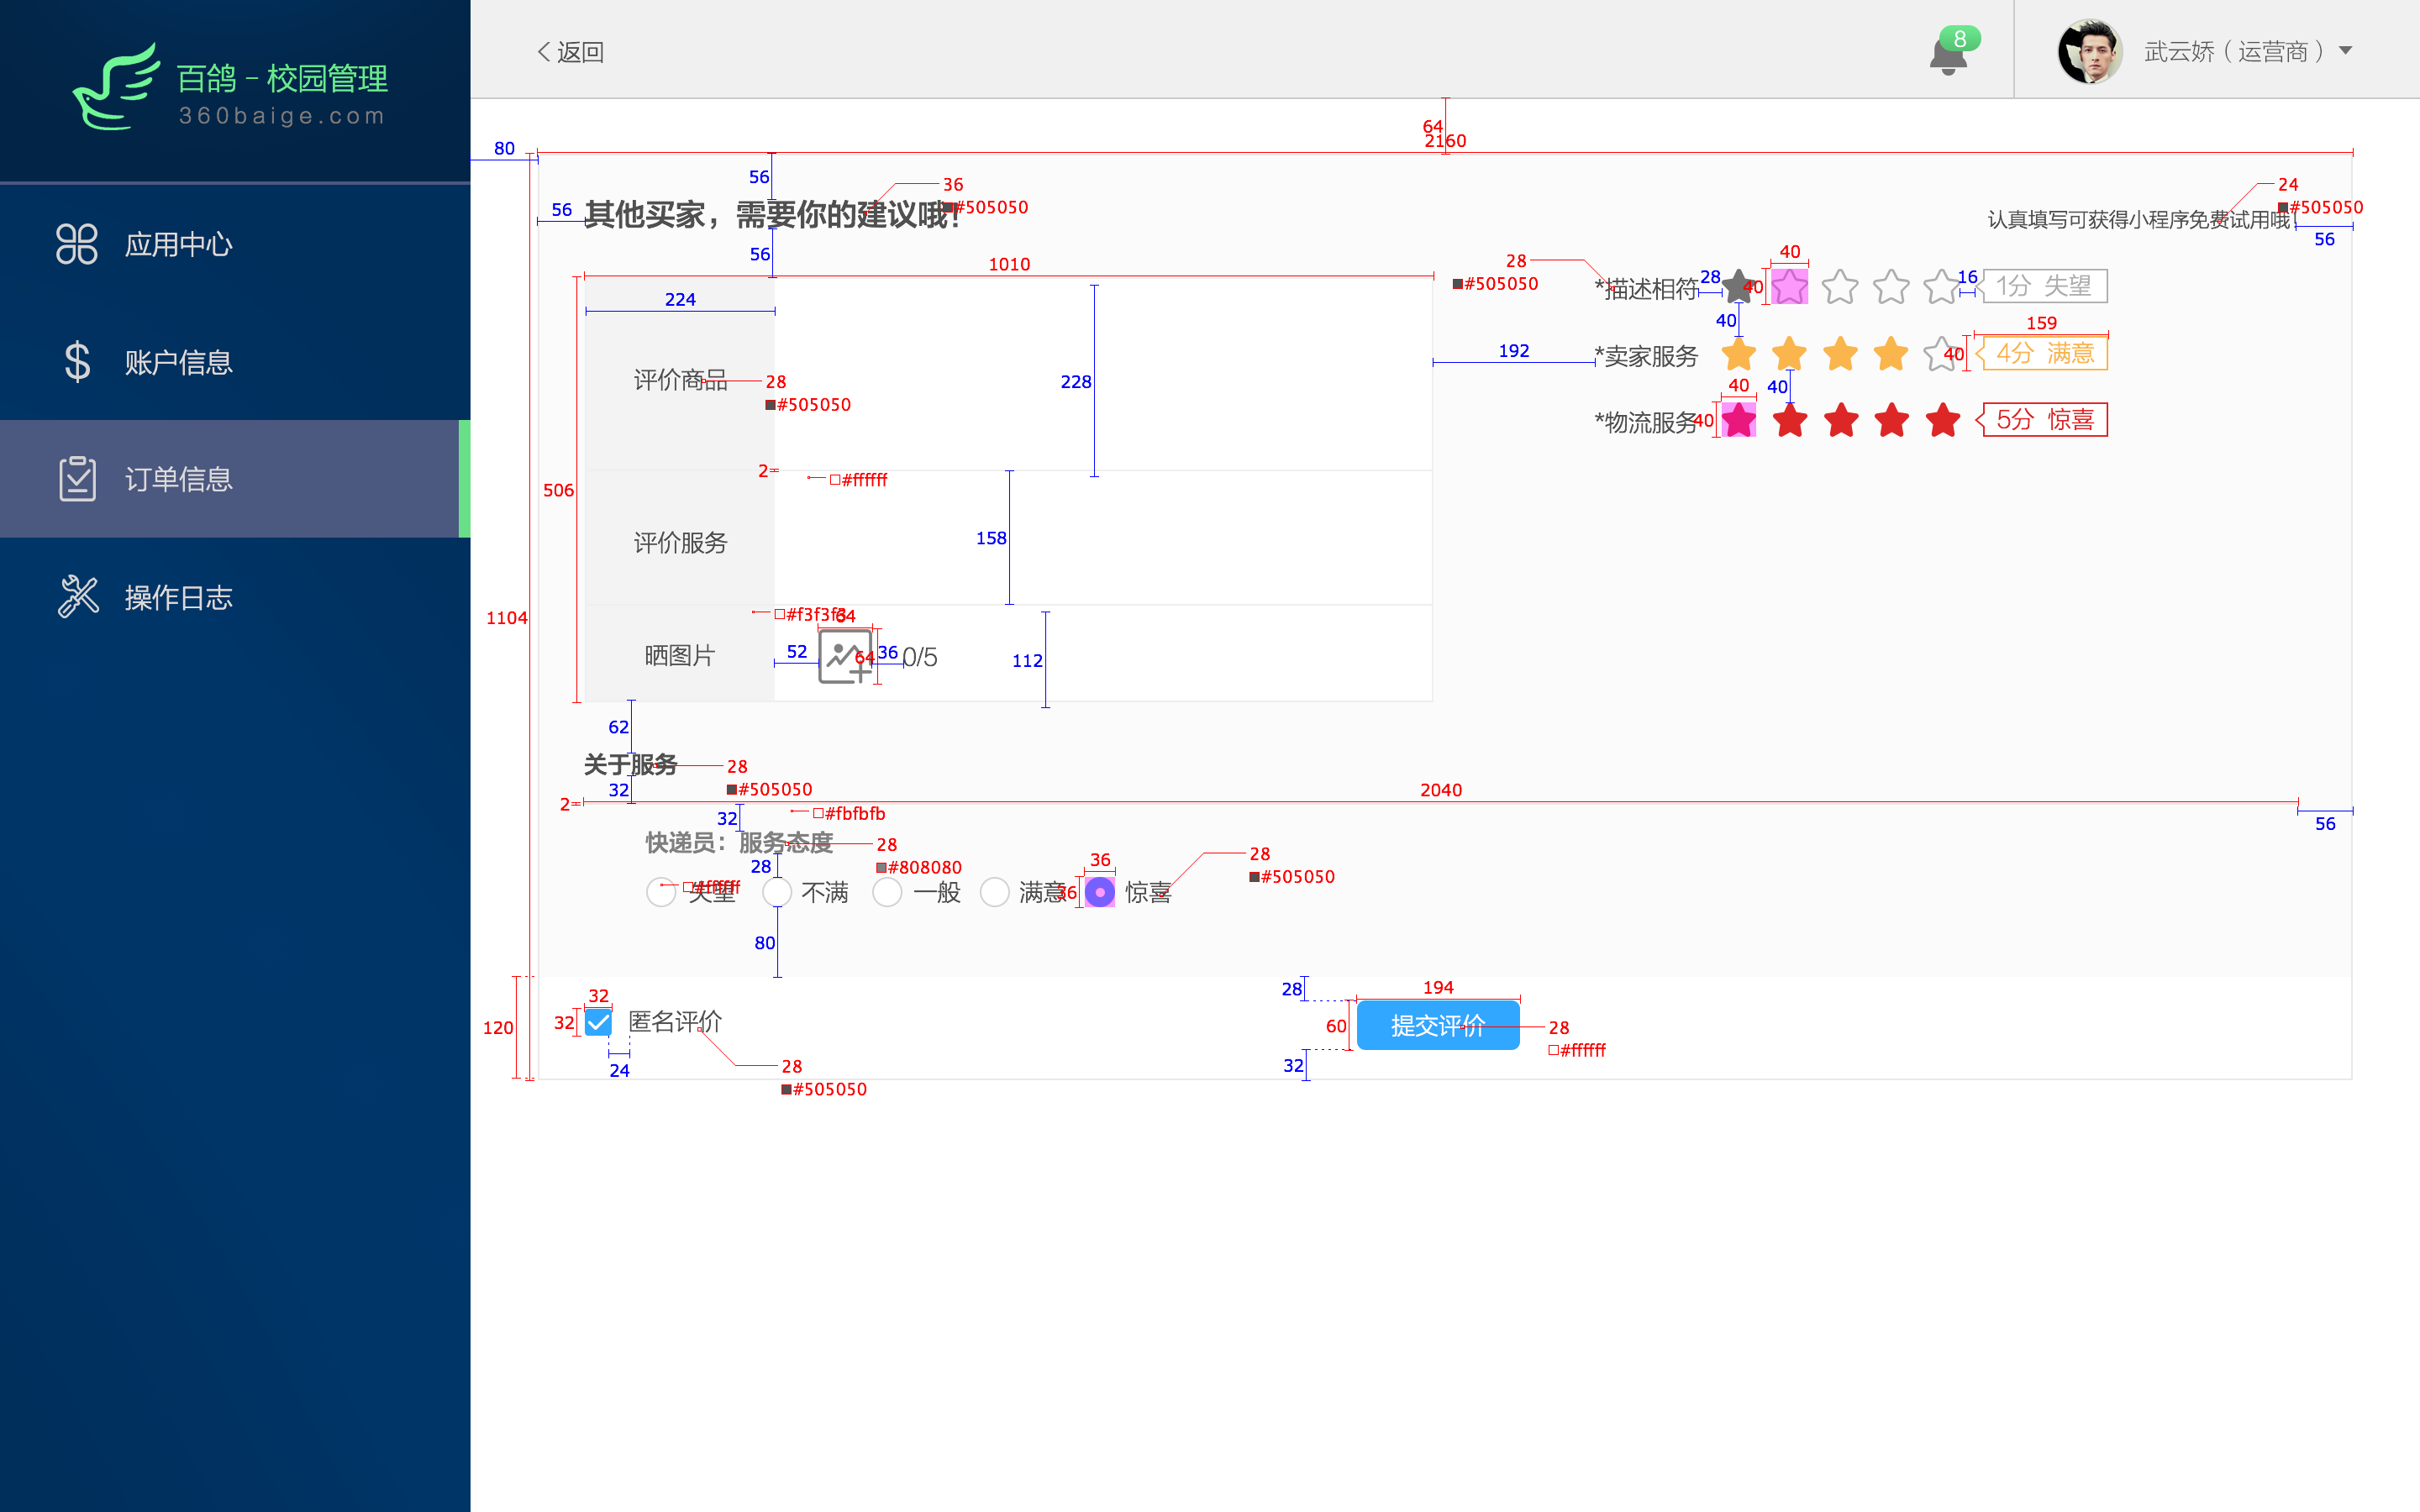 百鸽-校园管理
360baige.com
应用中心
账户信息
订单信息
操作日志
返回
8
武云娇（运营商）
64
2160
80
56
36
#505050
24
#505050
56
其他买家，需要你的建议哦!
认真填写可获得小程序免费试用哦!
56
56
1010
28
#505050
40
224
*描述相符
28
40
16
1分 失望
40
159
192
*卖家服务
40
4分 满意
评价商品
28
#505050
228
40
40
*物流服务
40
5分 惊喜
2
#ffffff
506
评价服务
158
#f3f3f3
64
1104
晒图片
52
64
36
0/5
112
62
关于服务
28
#505050
32
2
2040
32
#fbfbfb
56
快递员：服务态度
28
#808080
28
36
28
#505050
#ffffff
失望
不满
一般
满意
36
惊喜
80
32
28
194
120
32
匿名评价
60
提交评价
28
#ffffff
24
28
#505050
32